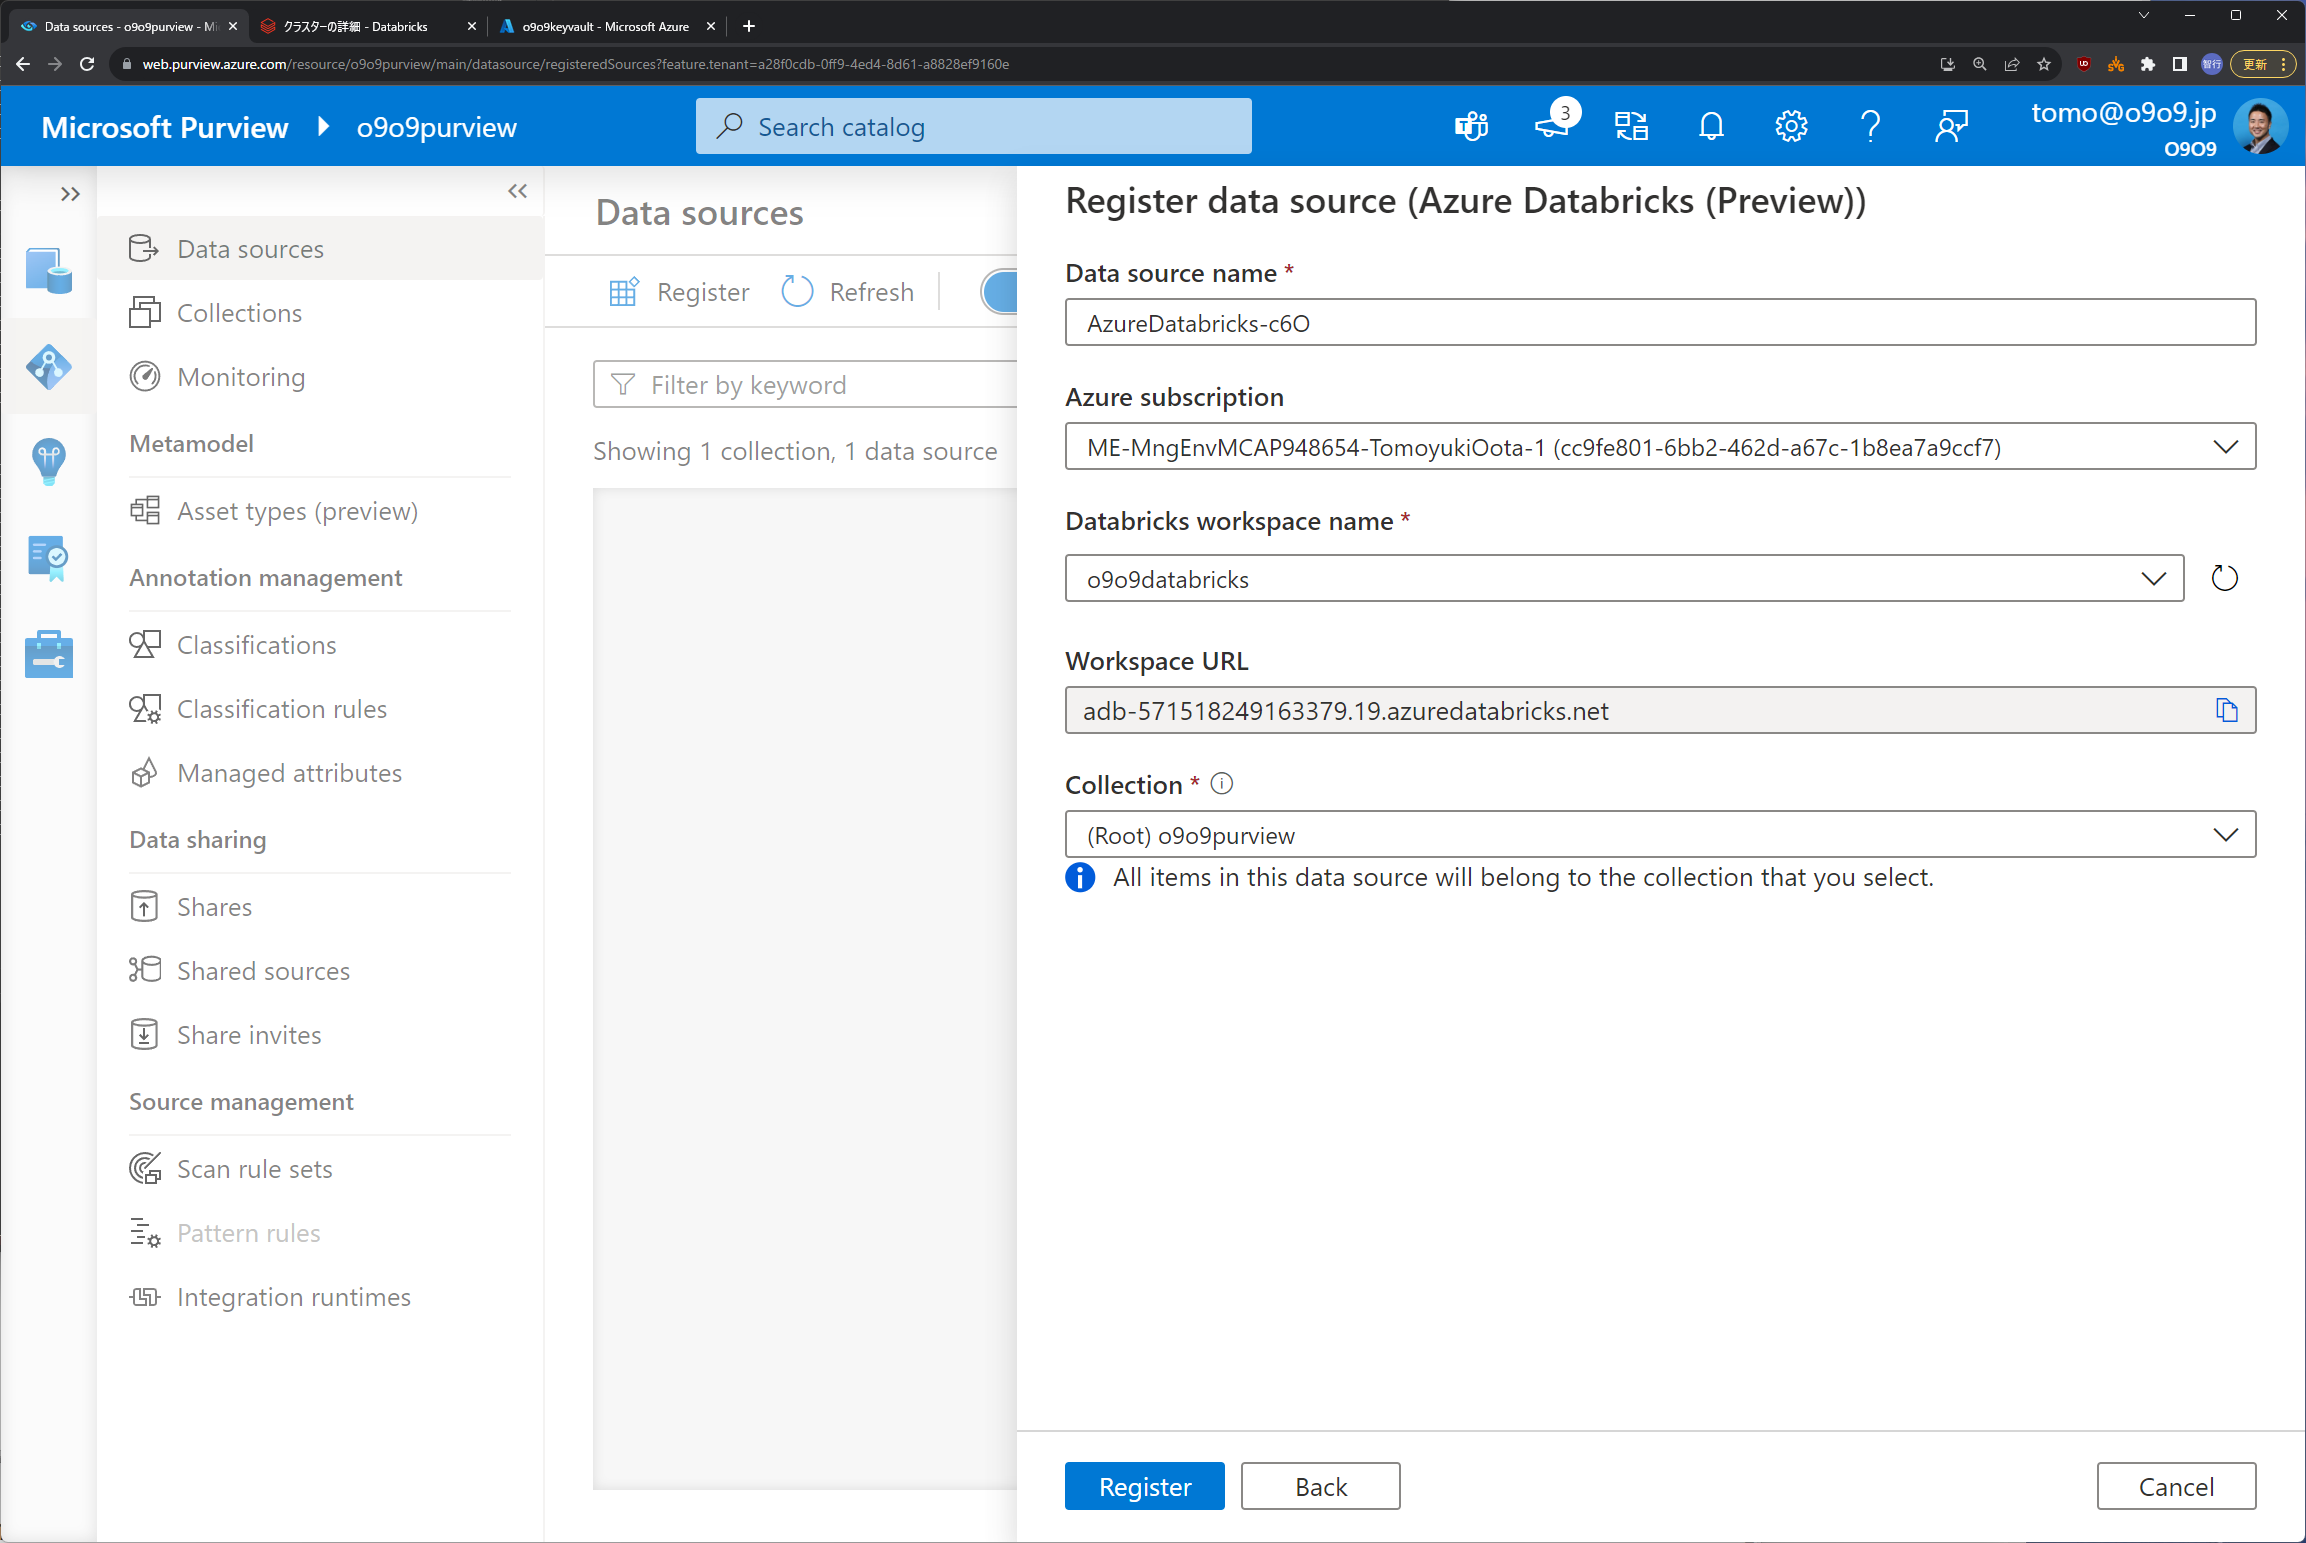 Data sources - o9o9purview - Mi
クラスターの詳細 - Databricks
o9o9keyvault - Microsoft Azure
web.purview.azure.com/resource/o9o9purview/main/datasource/registeredSources?feature.tenant=a28f0cdb-0ff9-4ed4-8d61-a8828ef9160e
智行
更新
Microsoft Purview
o9o9purview
Search catalog
3
tomo@o9o9.jp
O9O9
Data sources
Collections
Monitoring
Metamodel
Asset types (preview)
Annotation management
Classifications
Classification rules
Managed attributes
Data sharing
Shares
Shared sources
Share invites
Source management
Scan rule sets
Pattern rules
Integration runtimes
Data sources
Register
Refresh
Filter by keyword
Showing 1 collection, 1 data source
Register data source (Azure Databricks (Preview))
Data source name *
AzureDatabricks-c6O
Azure subscription
ME-MngEnvMCAP948654-TomoyukiOota-1 (cc9fe801-6bb2-462d-a67c-1b8ea7a9ccf7)
Databricks workspace name *
o9o9databricks
Workspace URL
adb-571518249163379.19.azuredatabricks.net
Collection *
(Root) o9o9purview
All items in this data source will belong to the collection that you select.
Register
Back
Cancel